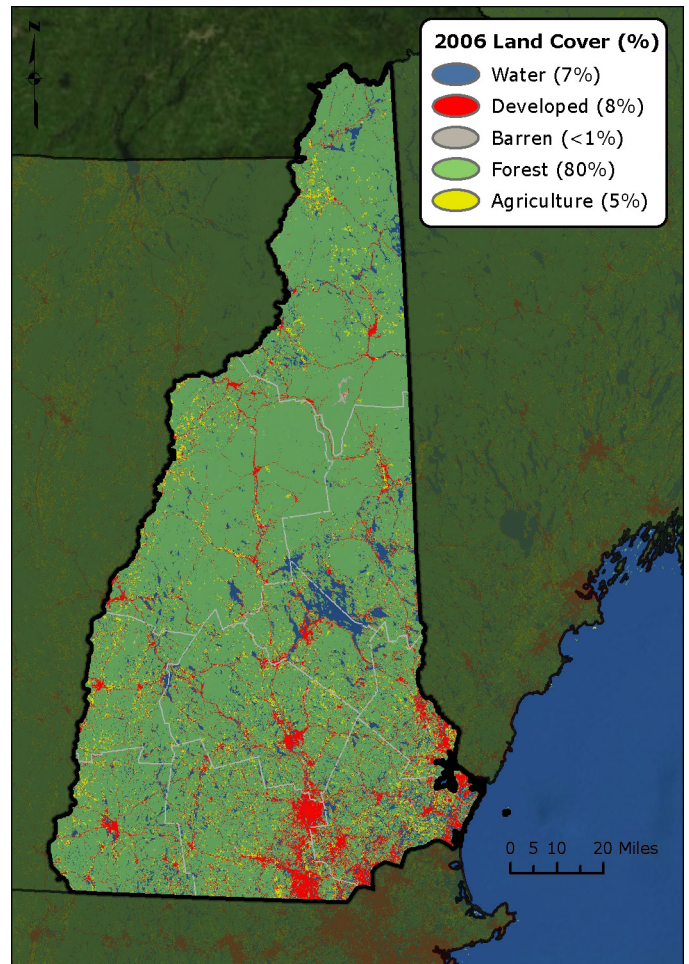 N
2006 Land Cover (%)
Water (7%)
Developed (8%)
Barren (<1%)
Forest (80%)
Agriculture (5%)
0 5 10 20 Miles